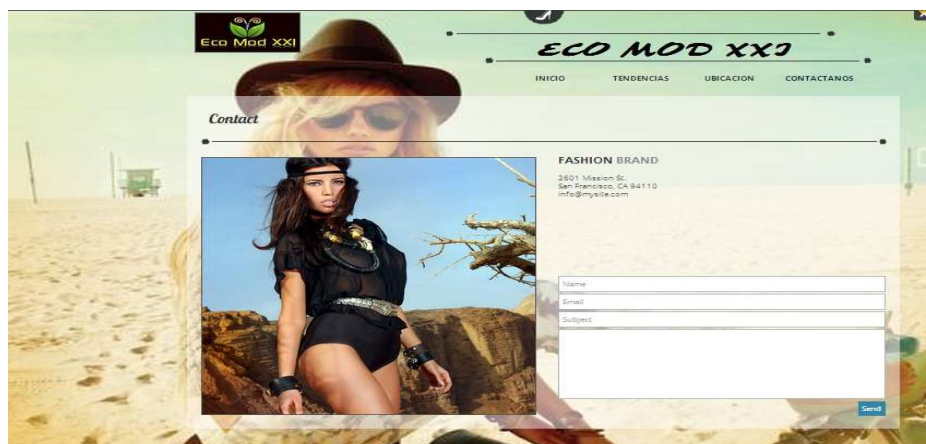 Eco Mod XXI
ECO MOD XXI
INICIO TENDENCIAS UBICACION CONTACTANOS
Contact
FASHION BRAND
2601 Mission St.
San Francisco, CA 94110
info@mysite.com
Name
Email
Subject
Send